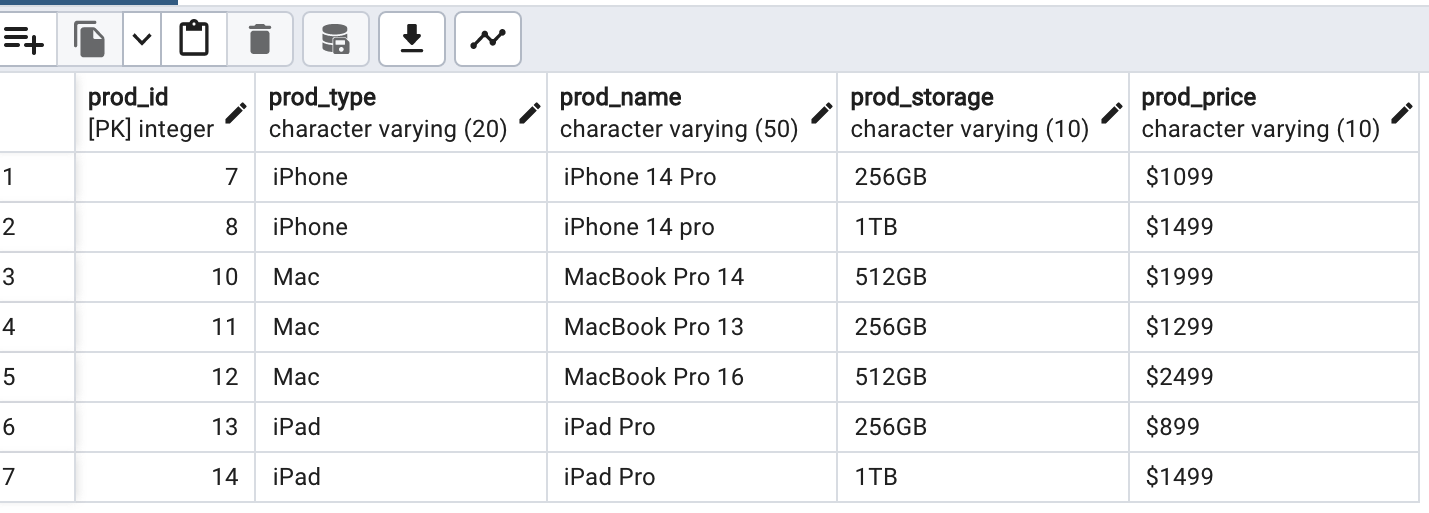 prod_id prod_type prod_name prod_storage prod_price
[PK] integer character varying (20) character varying (50) character varying (10) character varying (10)
1 7 iPhone iPhone 14 Pro 256GB $1099
2 8 iPhone iPhone 14 pro 1TB $1499
3 10 Mac MacBook Pro 14 512GB $1999
4 11 Mac MacBook Pro 13 256GB $1299
5 12 Mac MacBook Pro 16 512GB $2499
6 13 iPad iPad Pro 256GB $899
7 14 iPad iPad Pro 1TB $1499